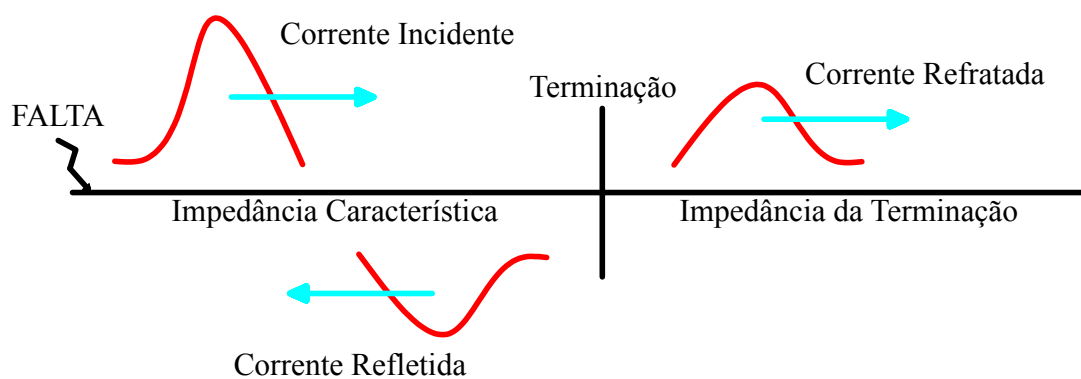 Corrente Incidente
Terminação
Corrente Refratada
FALTA
Impedância Característica
Impedância da Terminação
Corrente Refletida